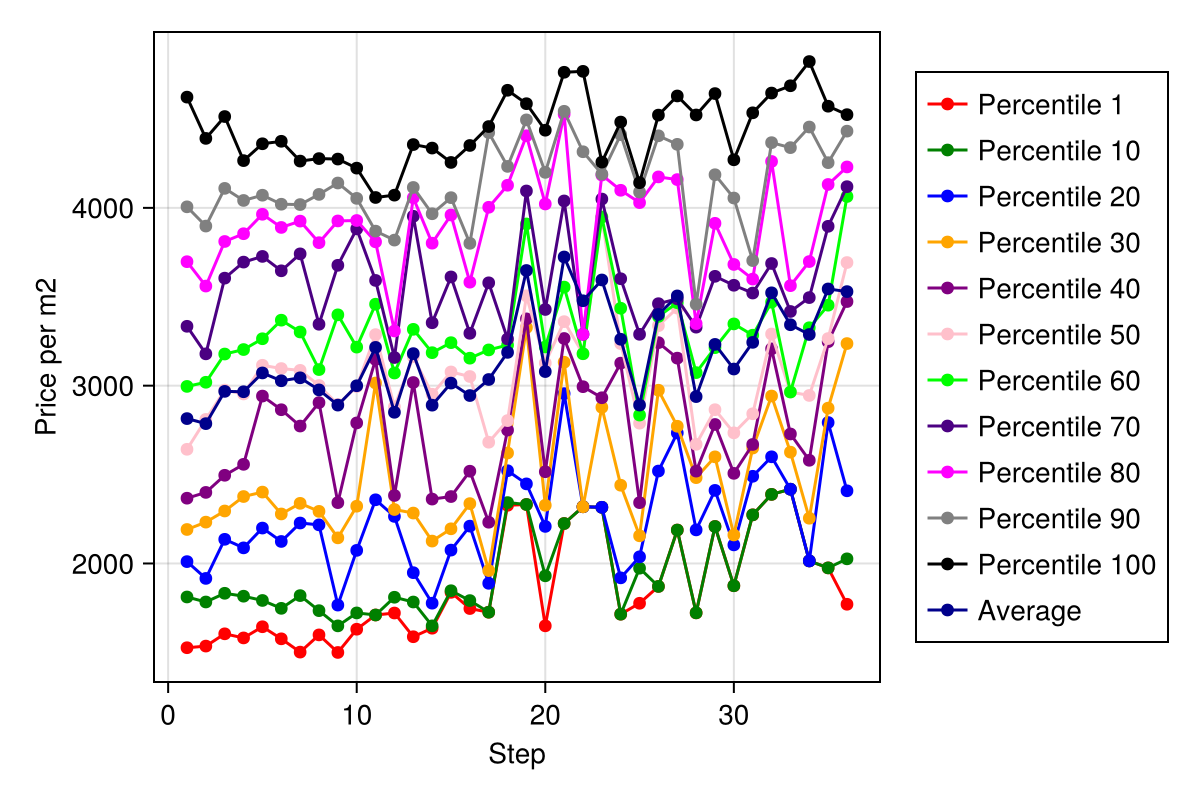 Price per m2
4000
3000
2000
0 10 20 30
Step
Percentile 1
Percentile 10
Percentile 20
Percentile 30
Percentile 40
Percentile 50
Percentile 60
Percentile 70
Percentile 80
Percentile 90
Percentile 100
Average